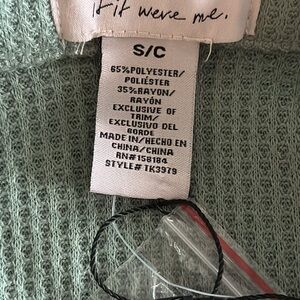 if it were me.
S/C
65%POLYESTER/
POLIÉSTER
35%RAYON/
RAYÓN
EXCLUSIVE OF
TRIM/
EXCLUSIVO DEL
BORDE
MADE IN/HECHO EN
CHINA/CHINA
RN#158184
STYLE# TK3979